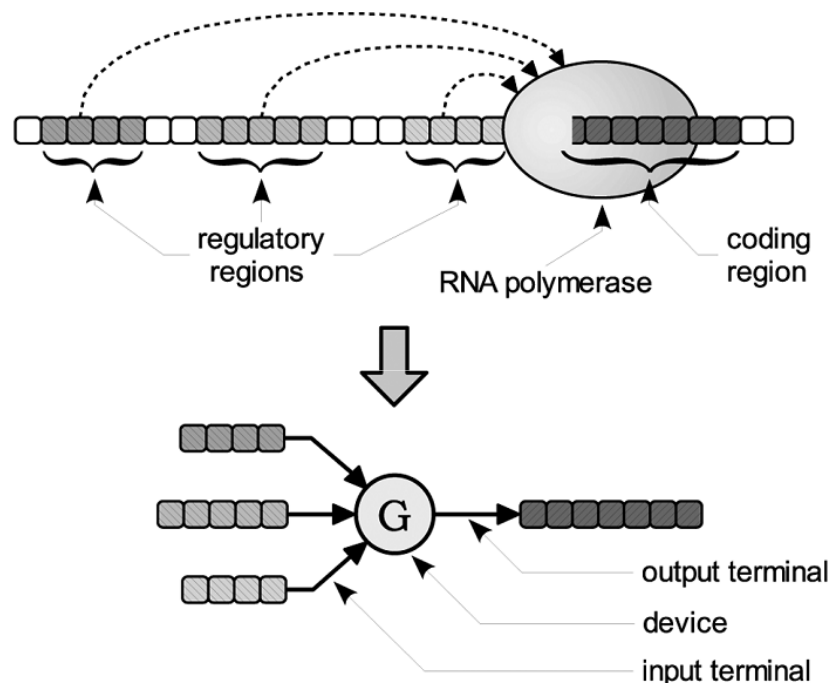 regulatory
regions
RNA polymerase
coding
region
G
output terminal
device
input terminal